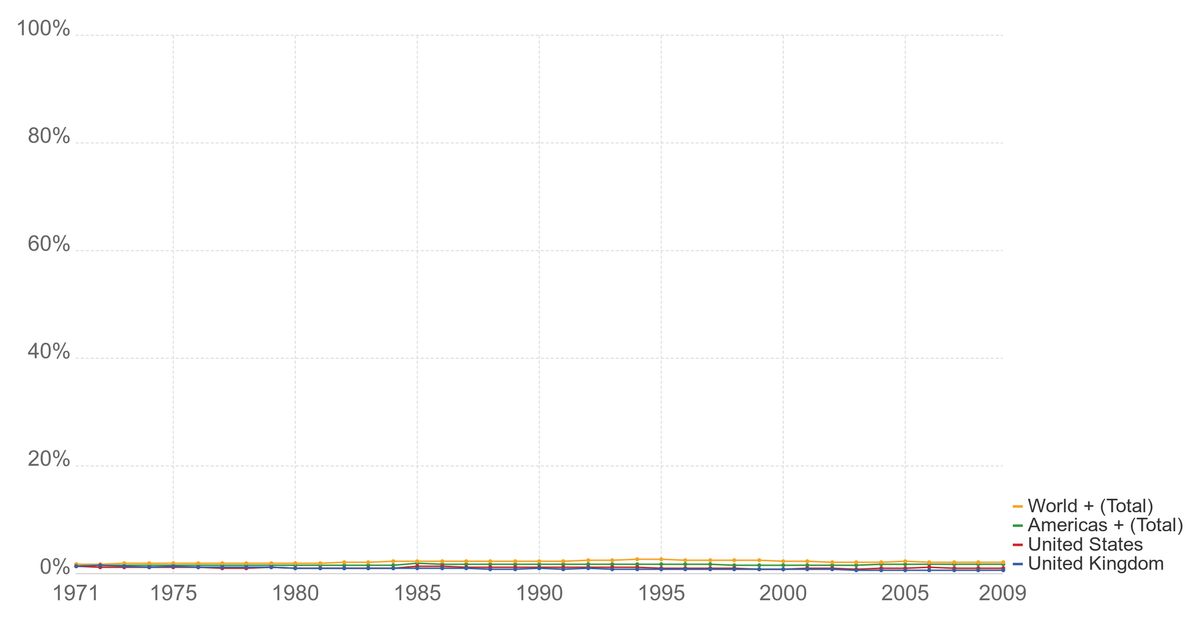 100%
80%
60%
40%
20%
0%
1971 1975 1980 1985 1990 1995 2000 2005 2009
World + (Total)
Americas + (Total)
United States
United Kingdom